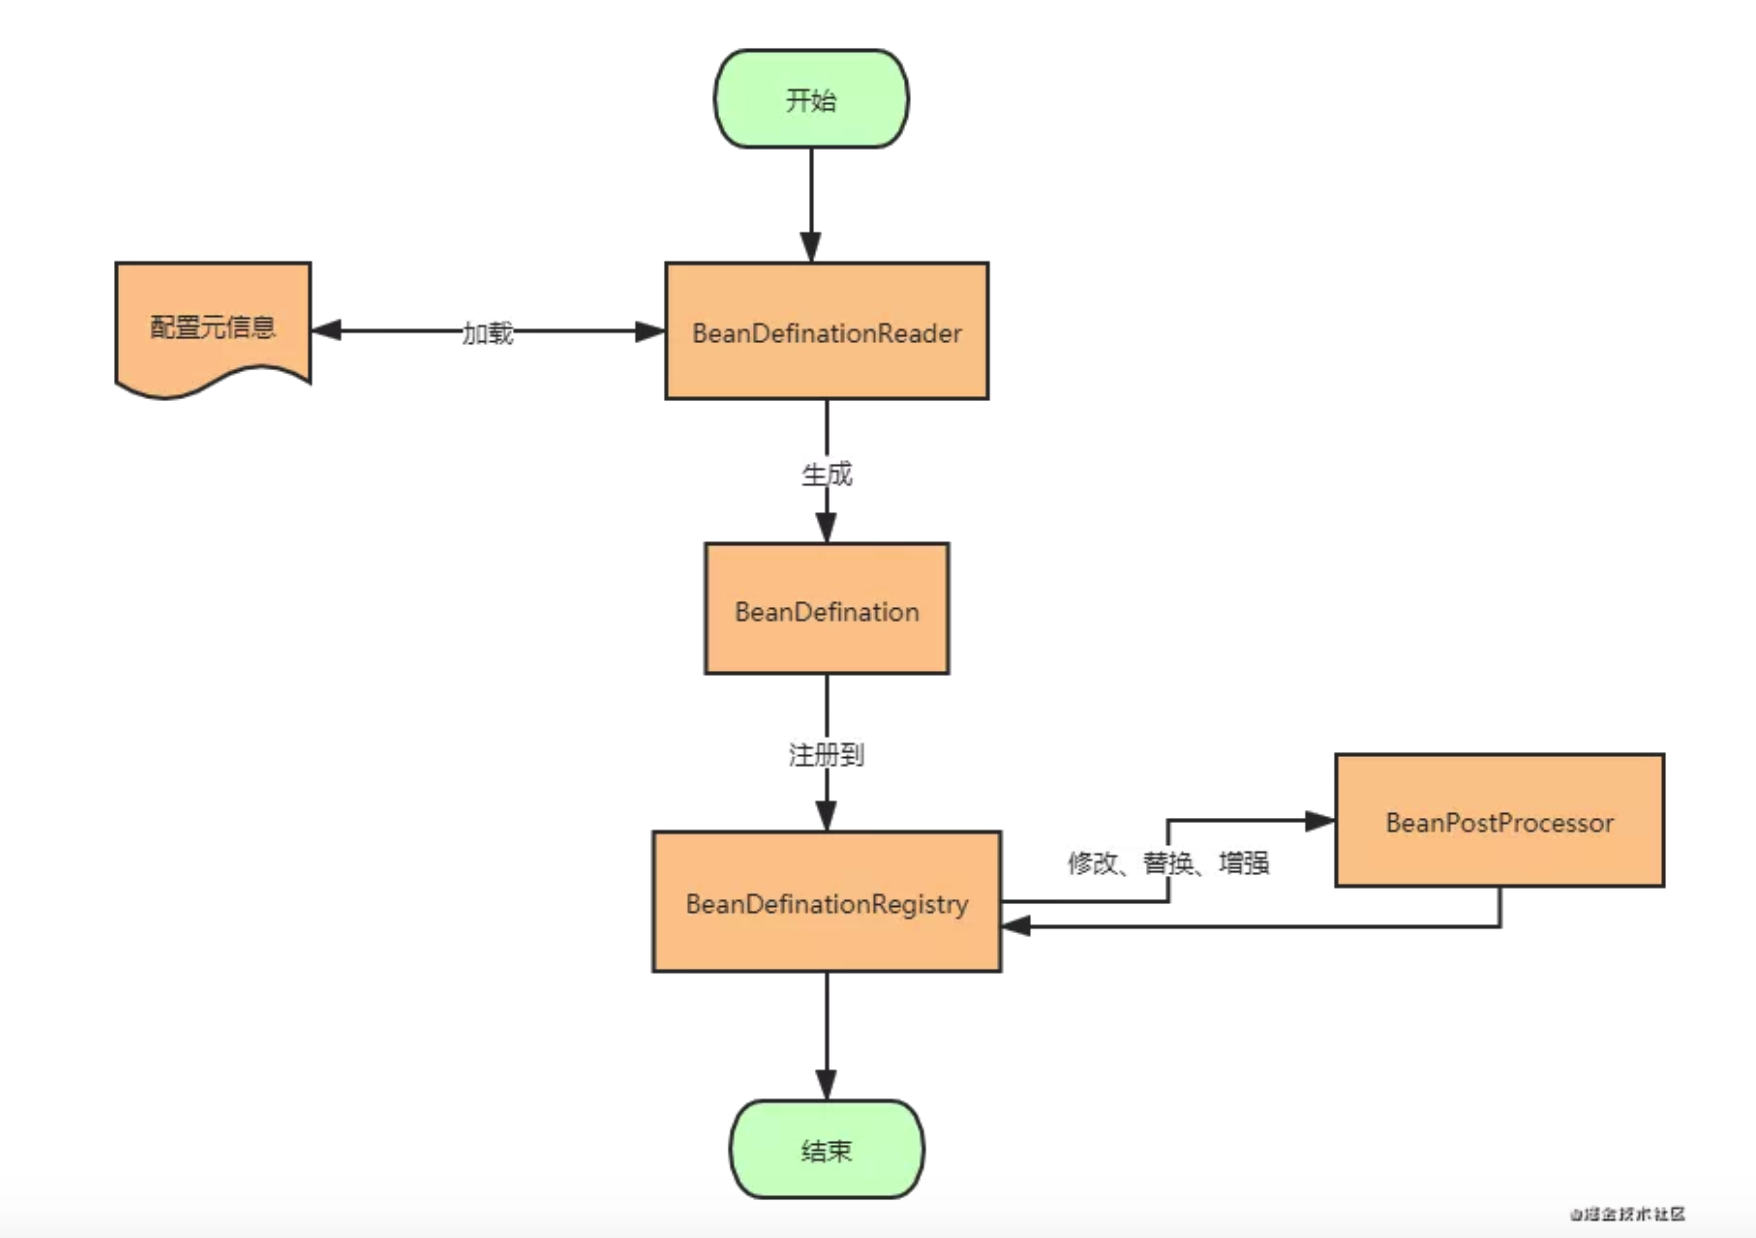 开始
配置元信息
加载
BeanDefinationReader
生成
BeanDefination
注册到
BeanDefinationRegistry
修改、替换、增强
BeanPostProcessor
结束
@掘金技术社区